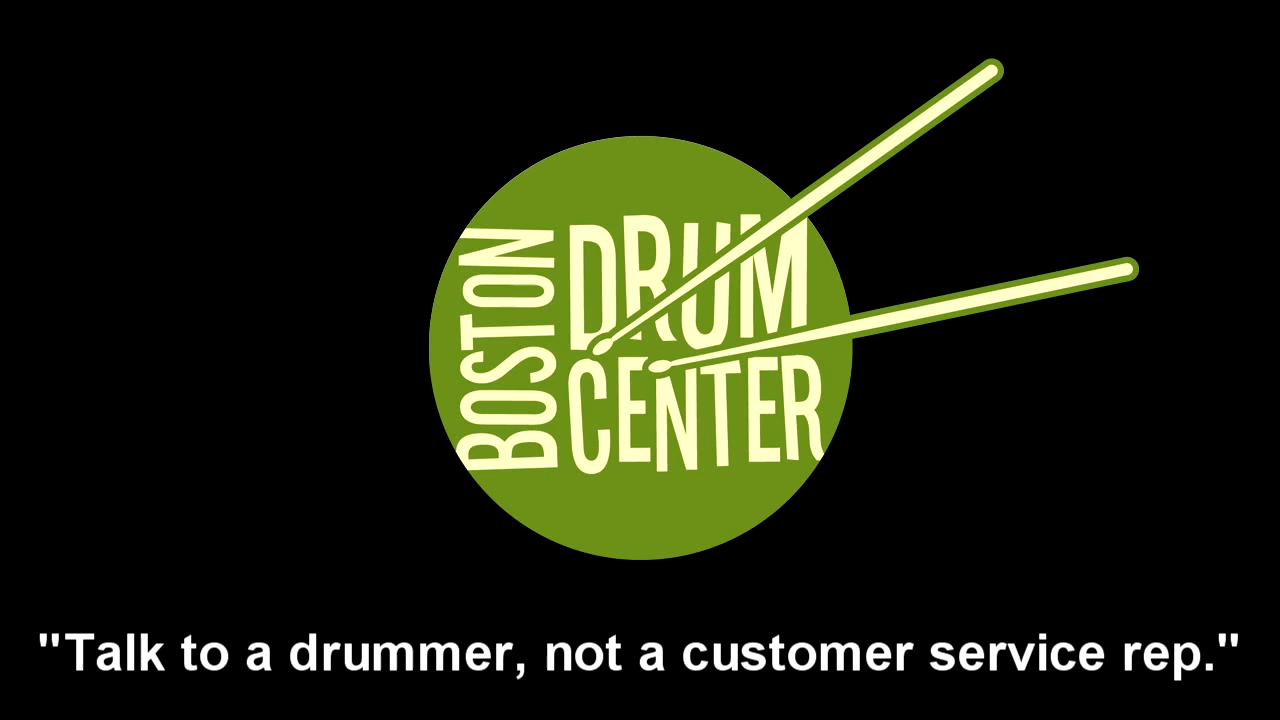 BOSTON
DRUM
CENTER
"Talk to a drummer, not a customer service rep."